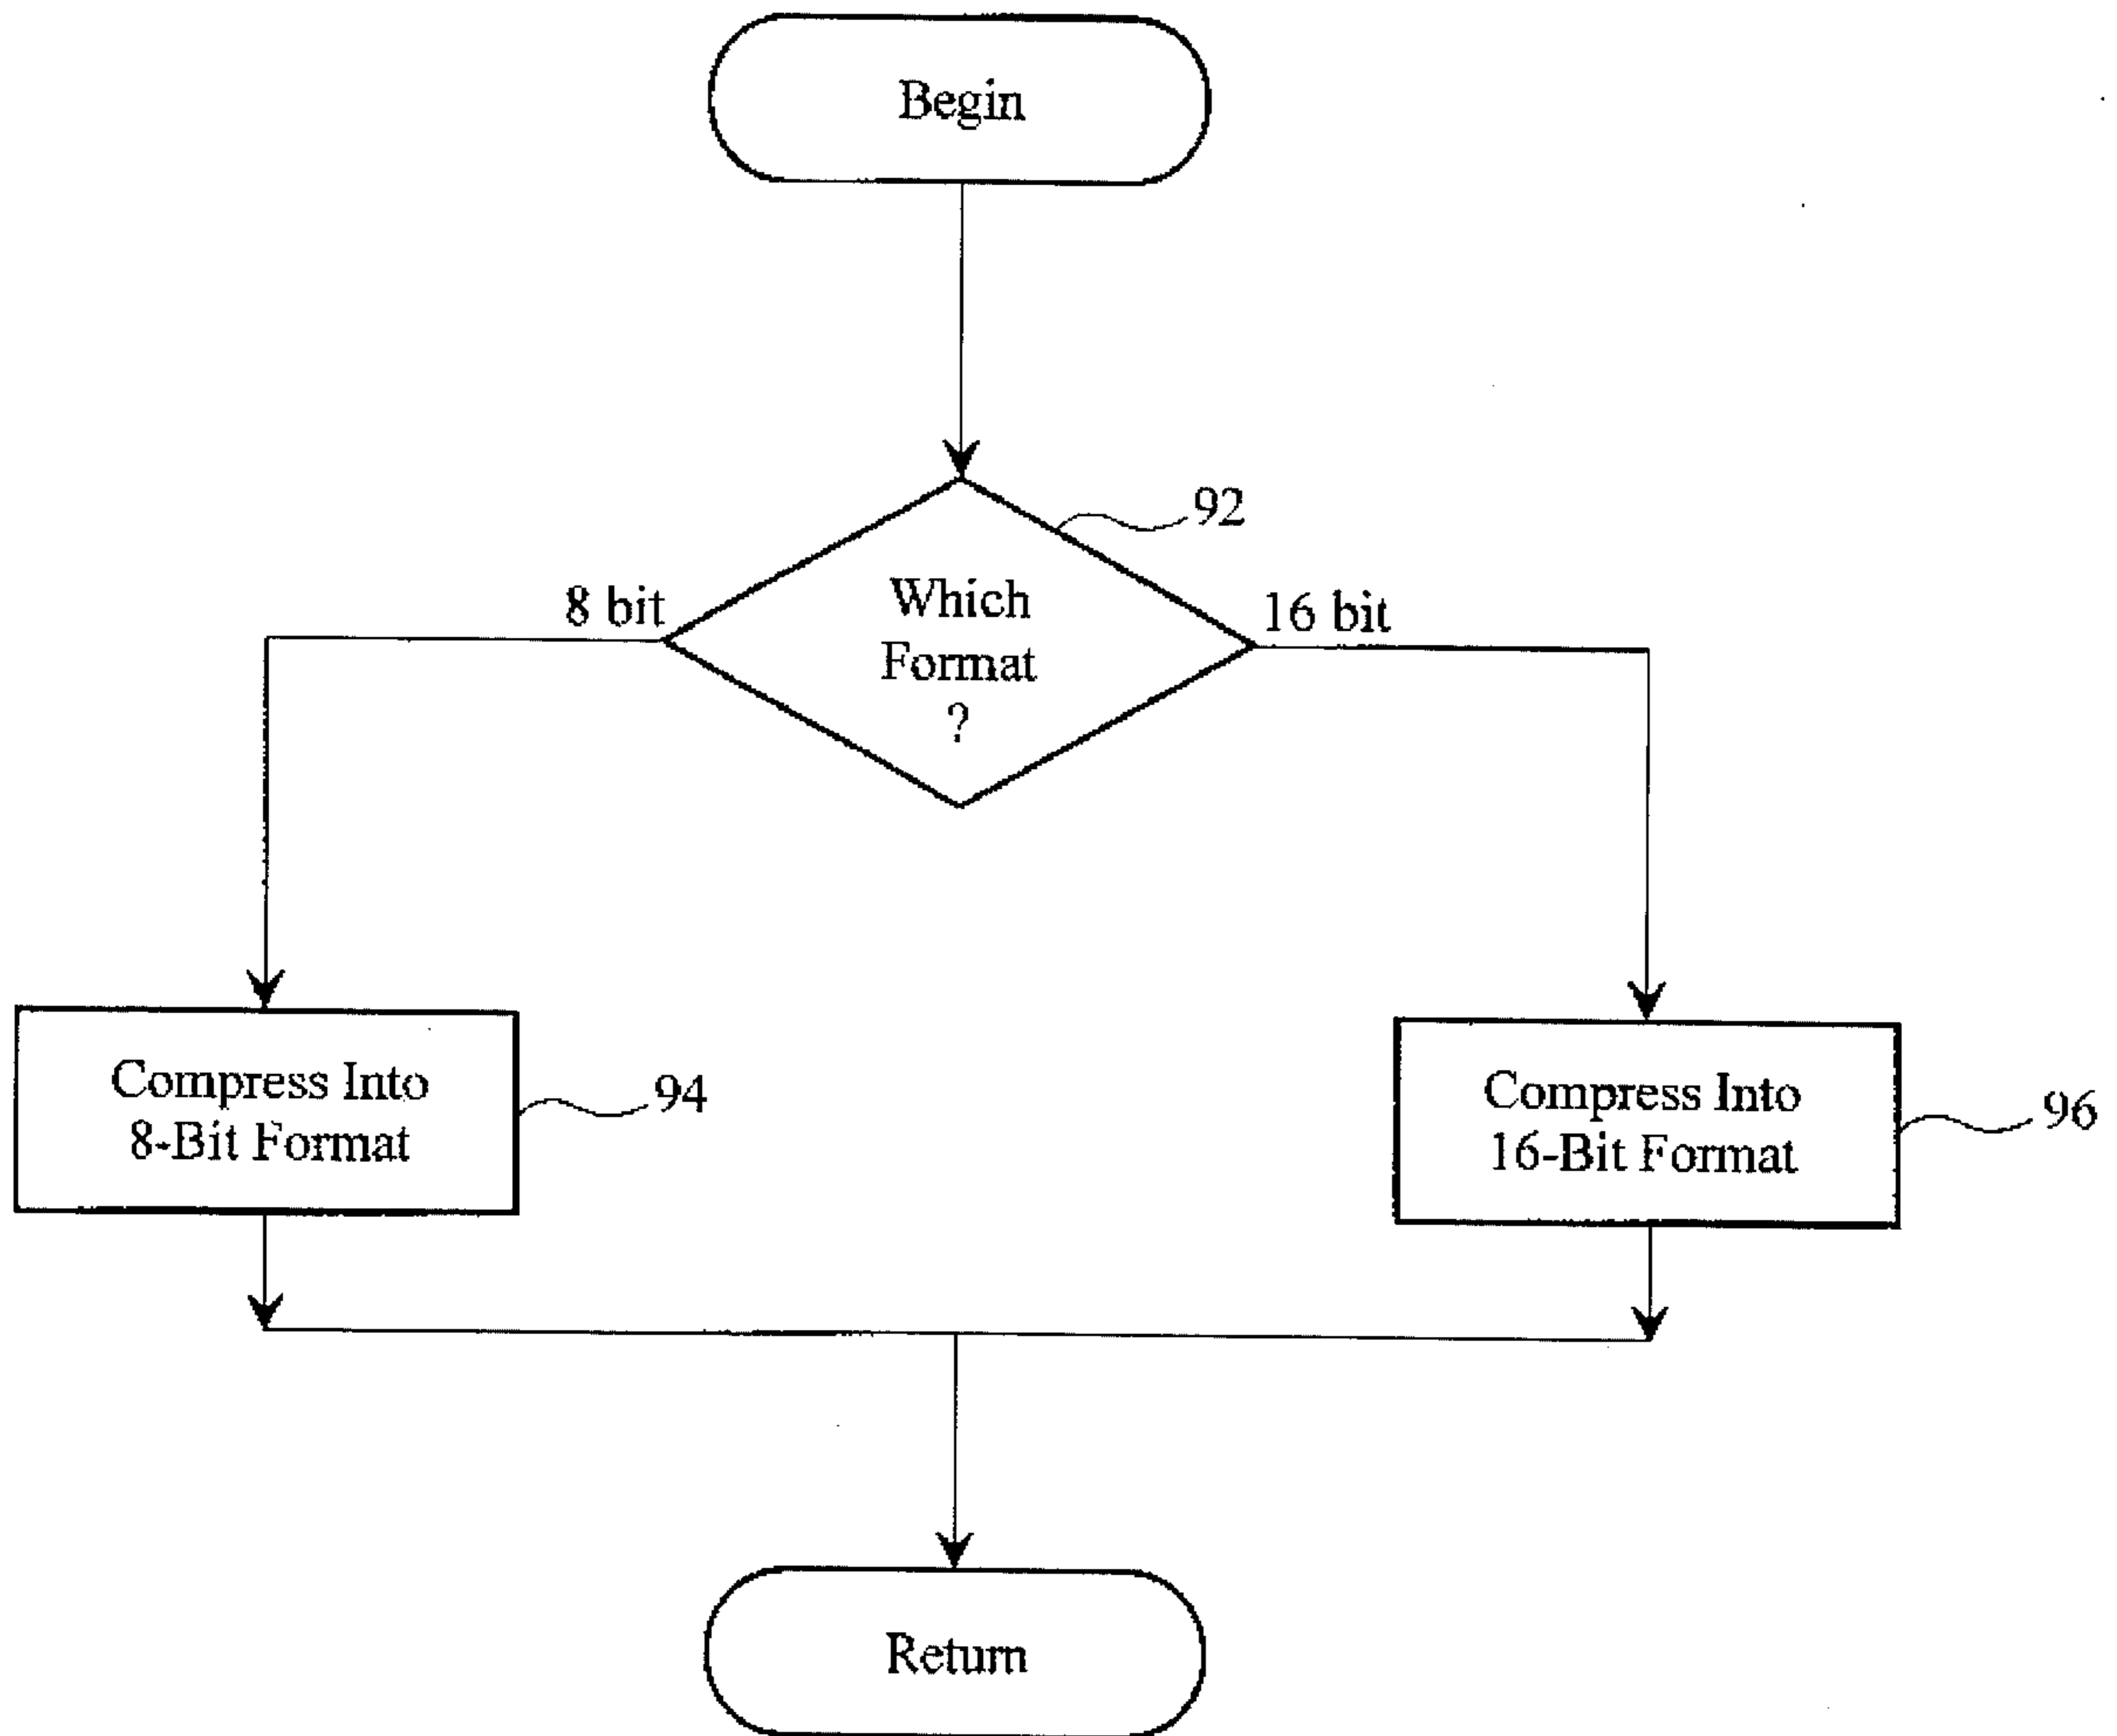 Begin
92
8 bit
Which
Format
?
16 bit
Compress Into
8-Bit Format
94
Compress Into
16-Bit Format
96
Return